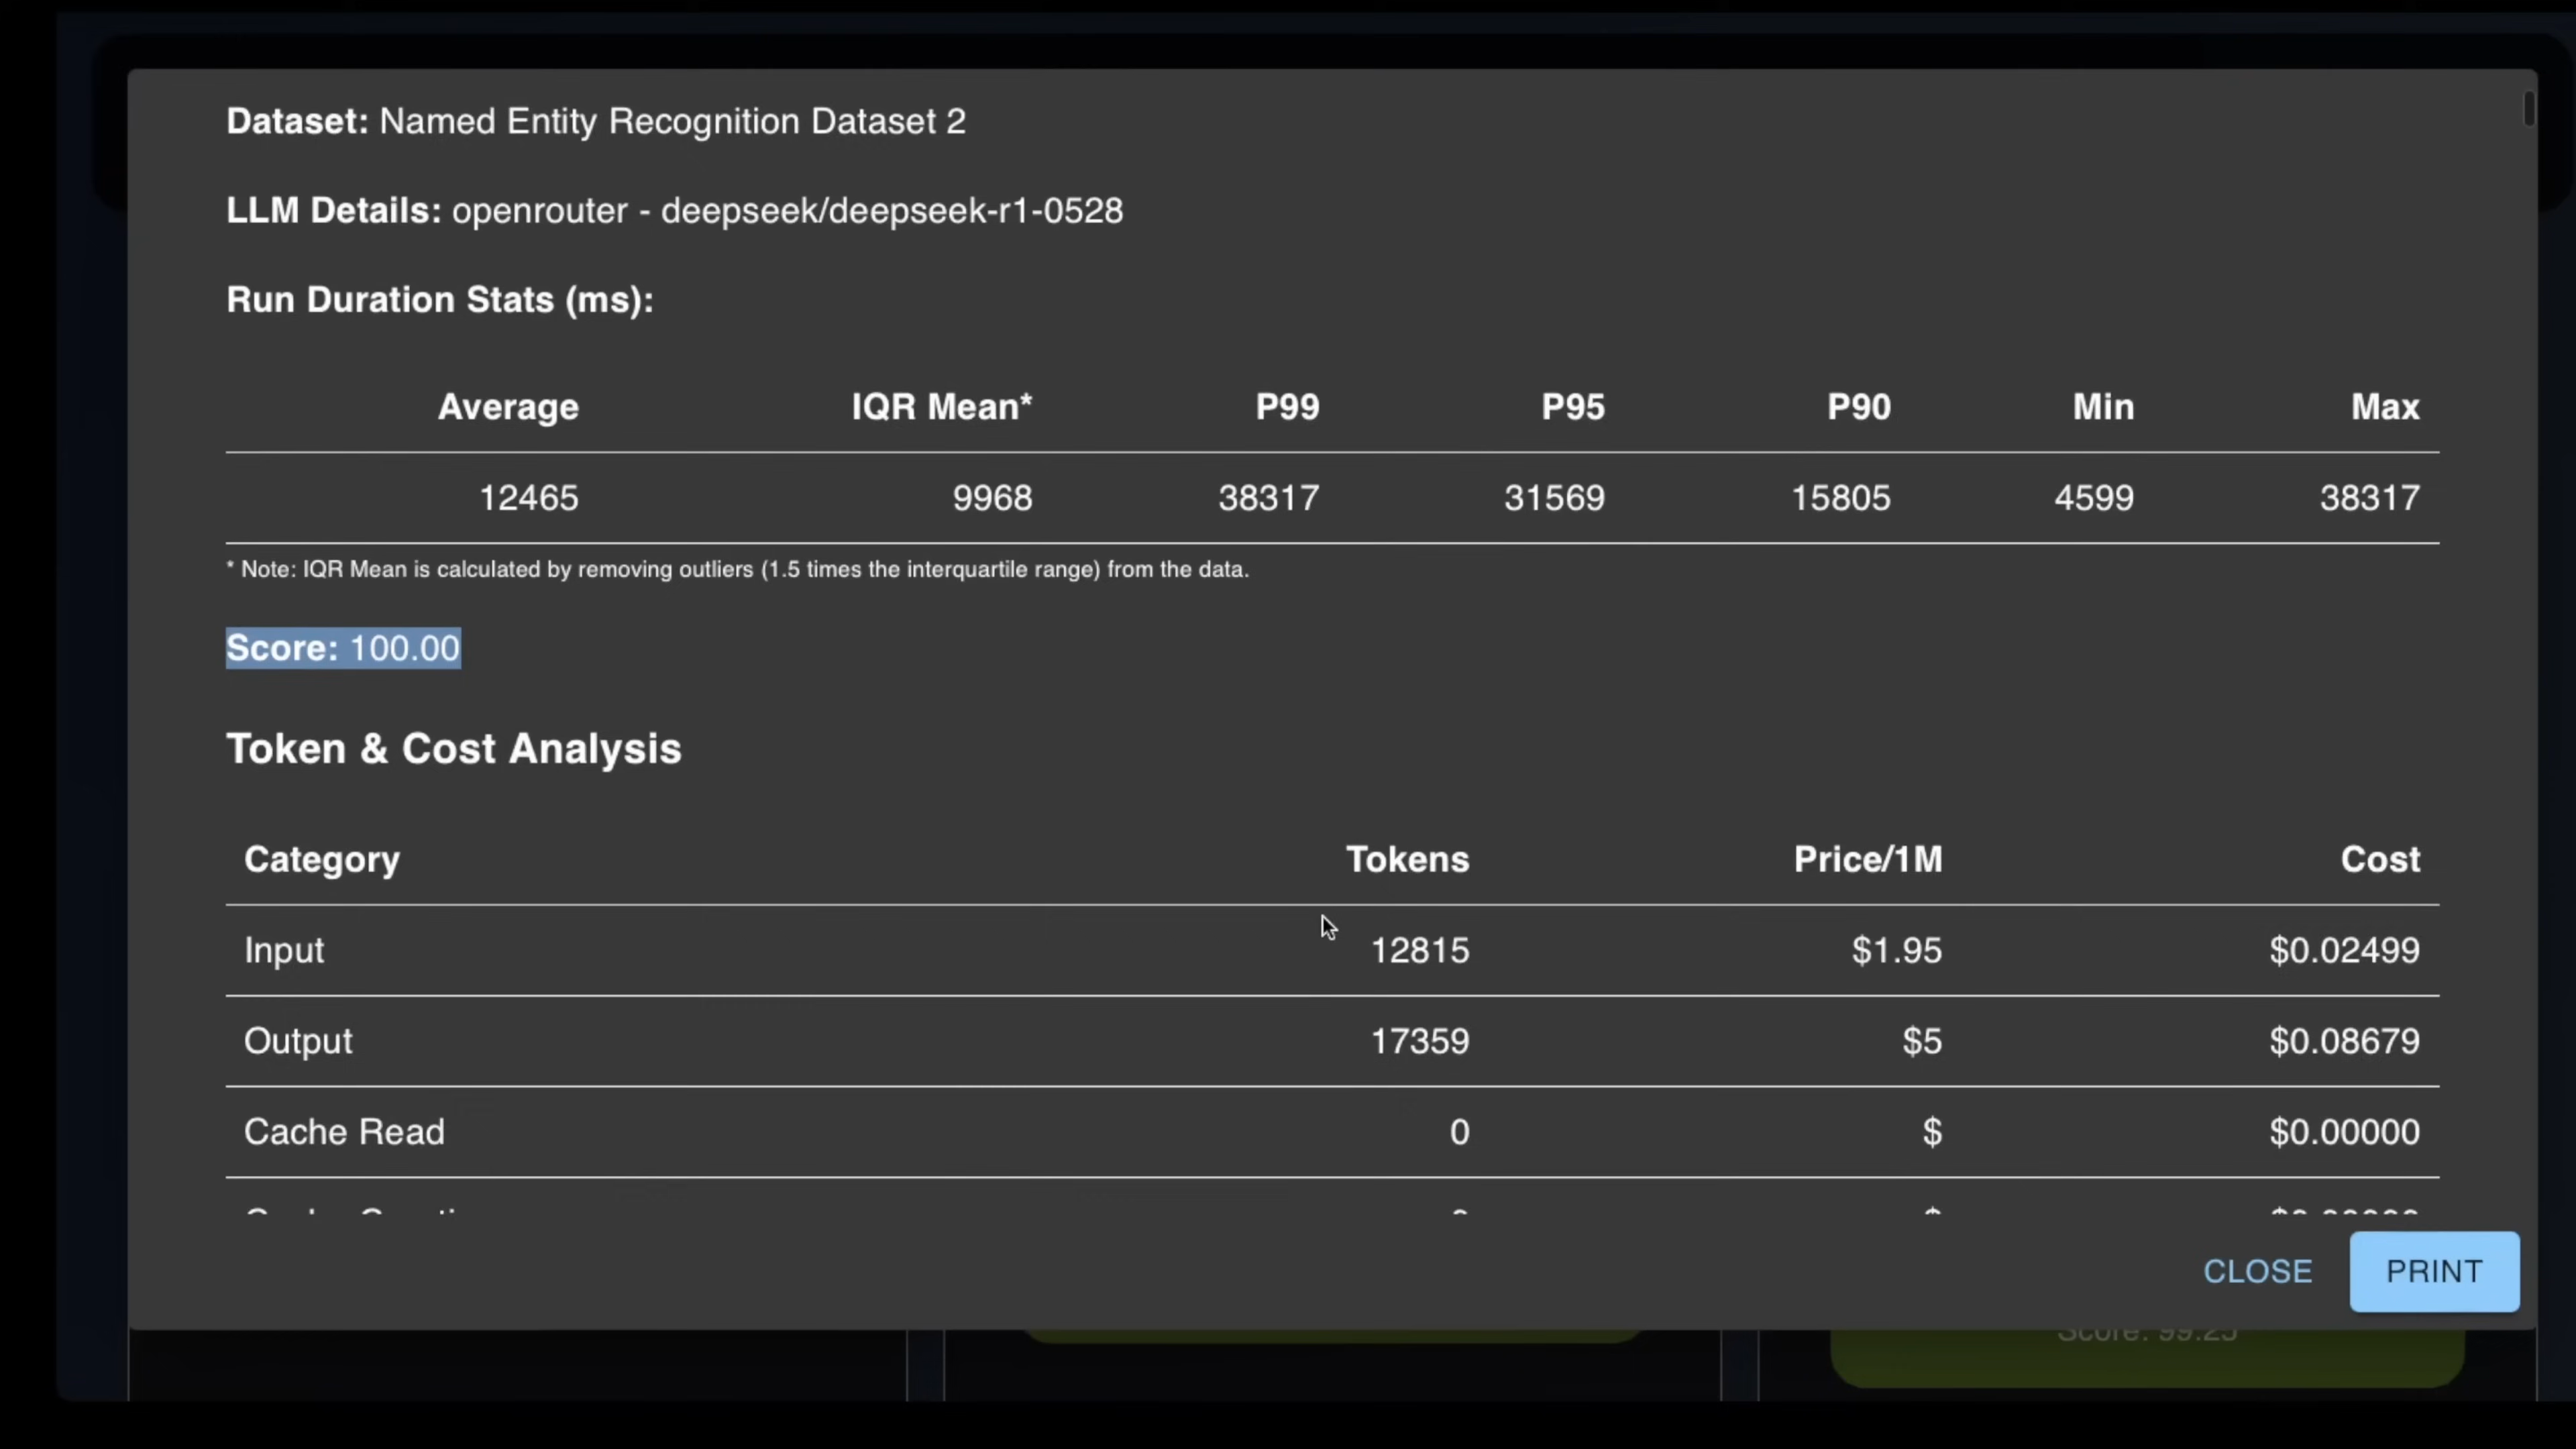 Dataset: Named Entity Recognition Dataset 2
LLM Details: openrouter - deepseek/deepseek-r1-0528
Run Duration Stats (ms):
Average IQR Mean* P99 P95 P90 Min Max
12465 9968 38317 31569 15805 4599 38317
* Note: IQR Mean is calculated by removing outliers (1.5 times the interquartile range) from the data.
Score: 100.00
Token & Cost Analysis
Category Tokens Price/1M Cost
Input 12815 $1.95 $0.02499
Output 17359 $5 $0.08679
Cache Read 0 $ $0.00000
CLOSE PRINT
Score: 99.25